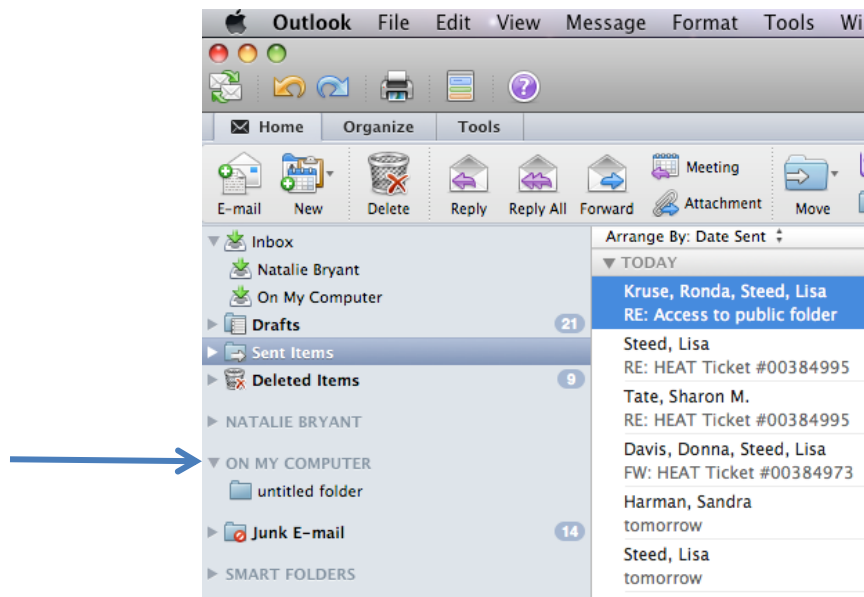 Outlook File Edit View Message Format Tools Wi
Home Organize Tools
E-mail New Delete Reply Reply All Forward Meeting Attachment Move
Inbox
Natalie Bryant
On My Computer
Drafts 21
Sent Items
Deleted Items 9
NATALIE BRYANT
ON MY COMPUTER
untitled folder
Junk E-mail 14
SMART FOLDERS
Arrange By: Date Sent
TODAY
Kruse, Ronda, Steed, Lisa
RE: Access to public folder
Steed, Lisa
RE: HEAT Ticket #00384995
Tate, Sharon M.
RE: HEAT Ticket #00384995
Davis, Donna, Steed, Lisa
FW: HEAT Ticket #00384973
Harman, Sandra
tomorrow
Steed, Lisa
tomorrow